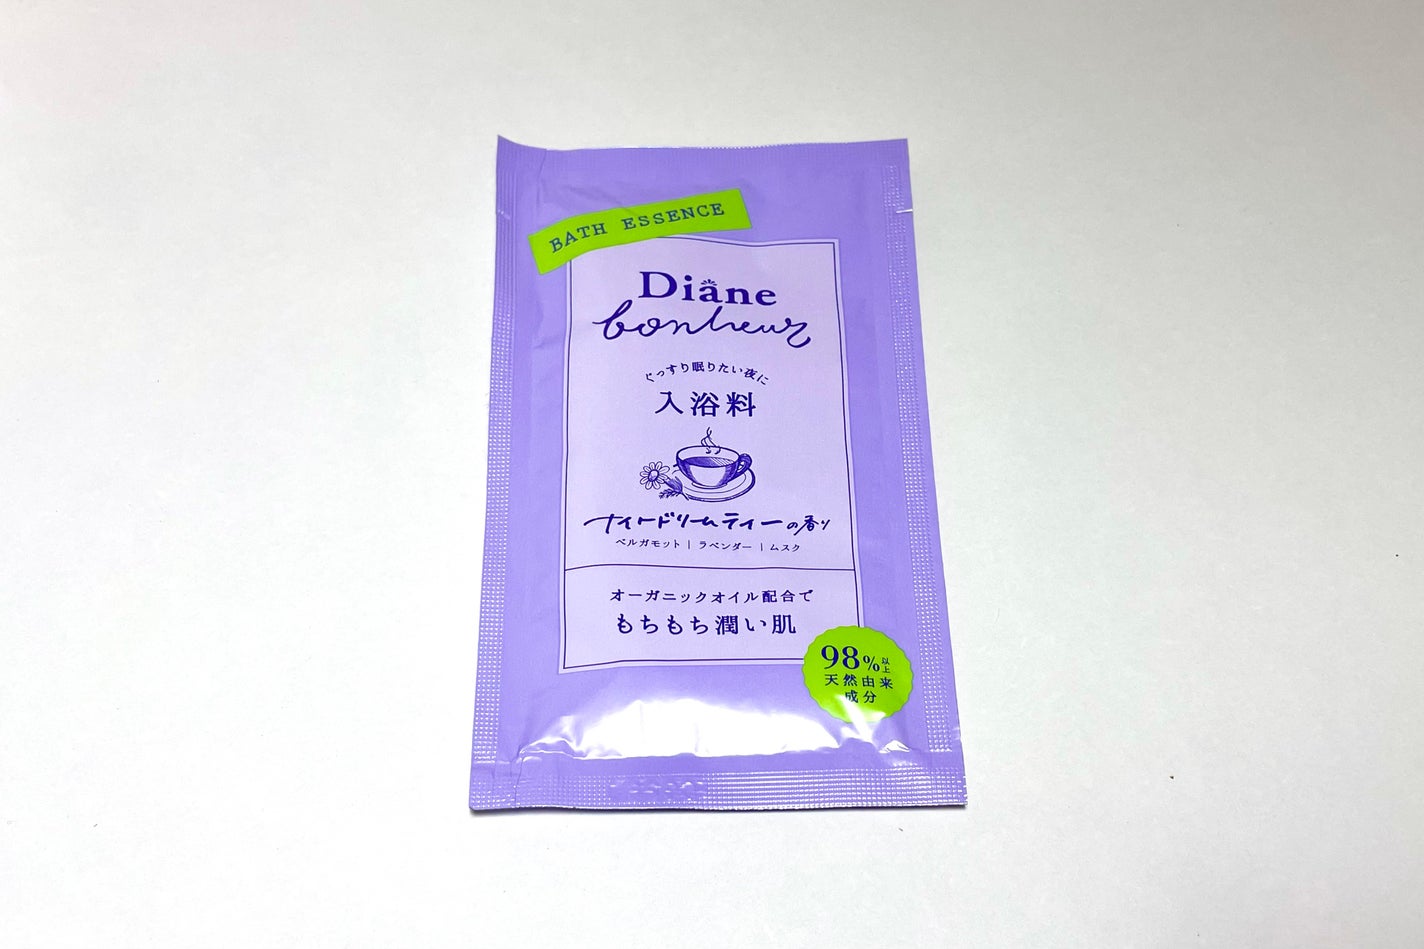 BATH ESSENCE
Diane
bonheur
ぐっすり眠りたい夜に
入浴料
ナイトドリームティーの香り
ベルガモット | ラベンダー | ムスク
オーガニックオイル配合で
もちもち潤い肌
98%以上
天然由来
成分